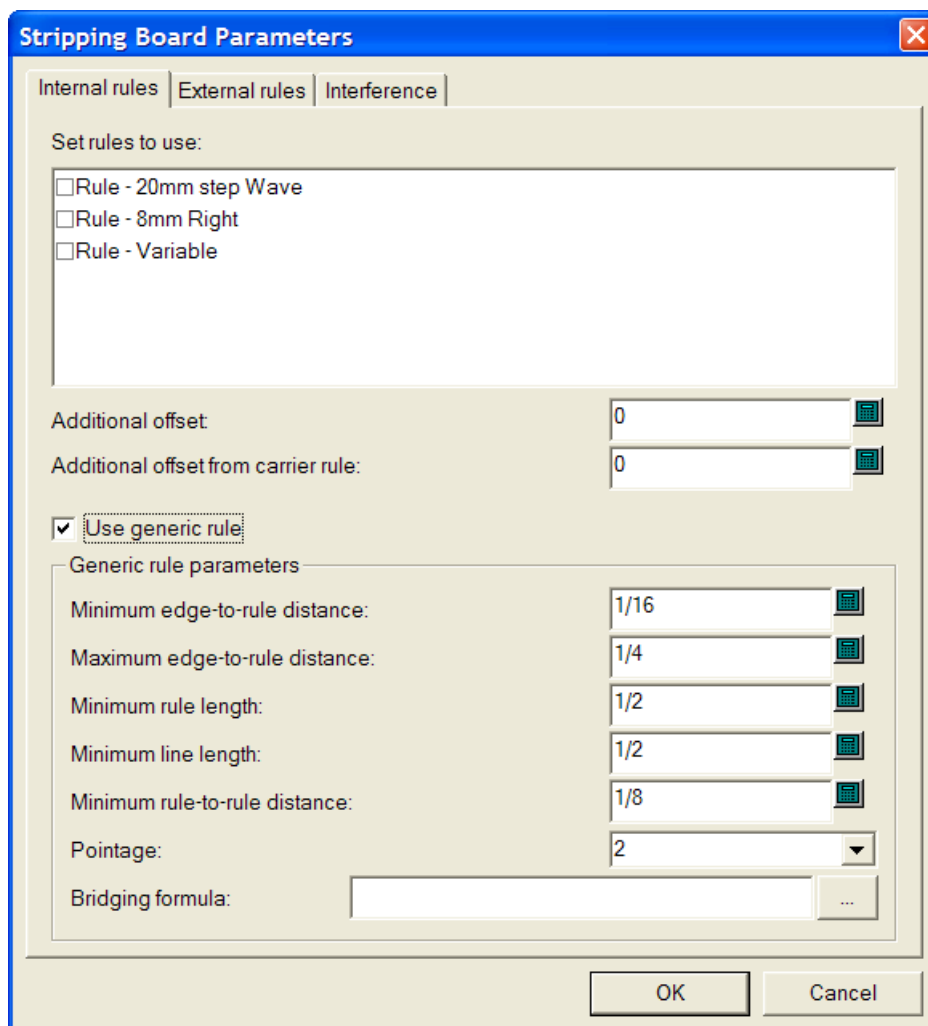 Stripping Board Parameters
Internal rules External rules Interference
Set rules to use:
Rule - 20mm step Wave
Rule - 8mm Right
Rule - Variable
Additional offset: 0
Additional offset from carrier rule: 0
Use generic rule
Generic rule parameters
Minimum edge-to-rule distance: 1/16
Maximum edge-to-rule distance: 1/4
Minimum rule length: 1/2
Minimum line length: 1/2
Minimum rule-to-rule distance: 1/8
Pointage: 2
Bridging formula: ...
OK Cancel